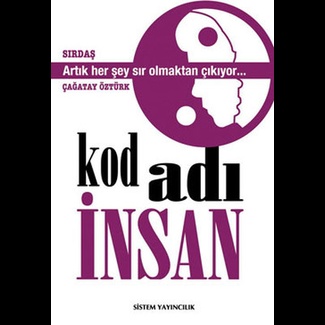 SIRDAŞ
Artık her şey sır olmaktan çıkıyor...
ÇAĞATAY ÖZTÜRK
kod adı
İNSAN
SİSTEM YAYINCILIK